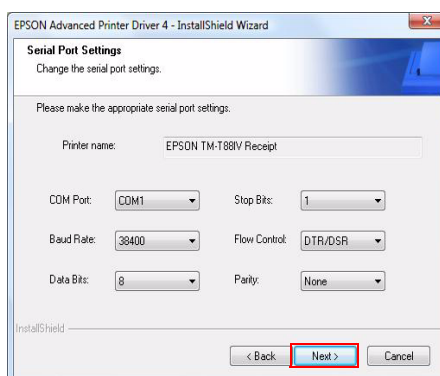 EPSON Advanced Printer Driver 4 - InstallShield Wizard
Serial Port Settings
Change the serial port settings.
Please make the appropriate serial port settings.
Printer name: EPSON TM-T88IV Receipt
COM Port: COM1 Stop Bits: 1
Baud Rate: 38400 Flow Control: DTR/DSR
Data Bits: 8 Parity: None
InstallShield
< Back Next > Cancel